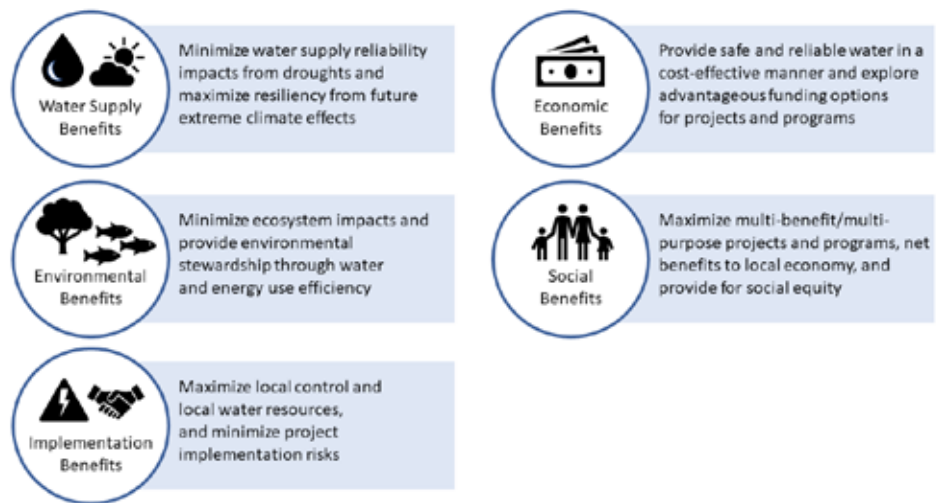 Water Supply
Benefits
Minimize water supply reliability
impacts from droughts and
maximize resiliency from future
extreme climate effects
Economic
Benefits
Provide safe and reliable water in a
cost-effective manner and explore
advantageous funding options
for projects and programs
Environmental
Benefits
Minimize ecosystem impacts and
provide environmental
stewardship through water
and energy use efficiency
Social
Benefits
Maximize multi-benefit/multi-
purpose projects and programs, net
benefits to local economy, and
provide for social equity
Implementation
Benefits
Maximize local control and
local water resources,
and minimize project
implementation risks